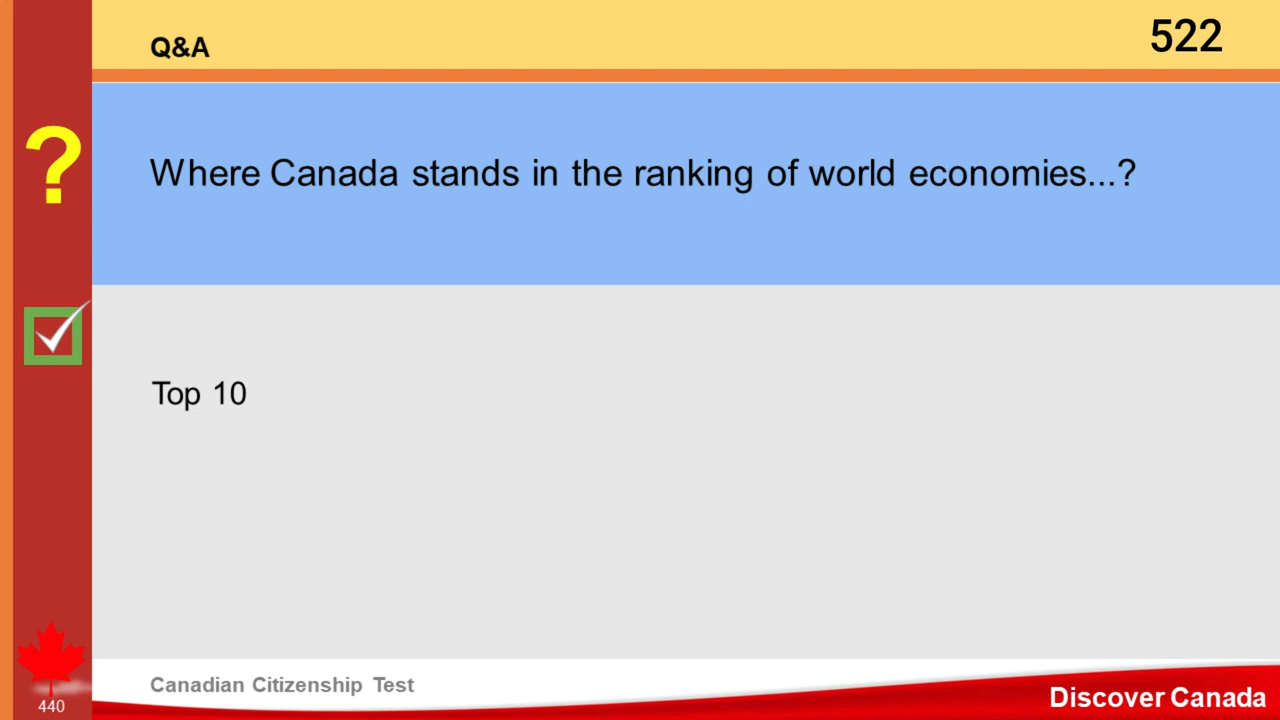 Q&A
522
?
Where Canada stands in the ranking of world economies...?
Top 10
Canadian Citizenship Test
Discover Canada
440